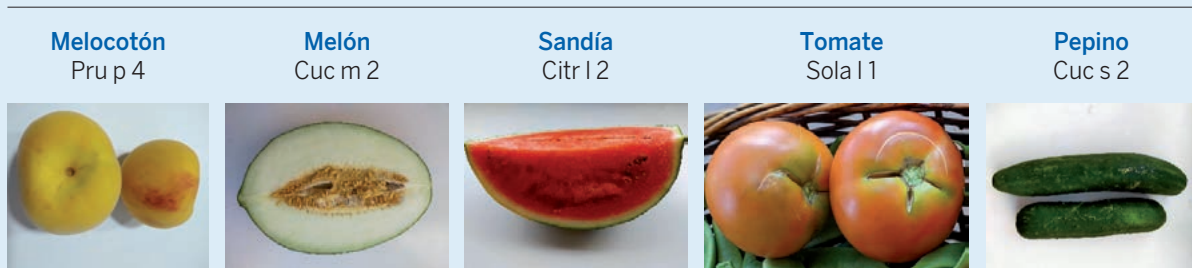 Melocotón
Pru p 4
Melón
Cuc m 2
Sandía
Citr l 2
Tomate
Sola l 1
Pepino
Cuc s 2